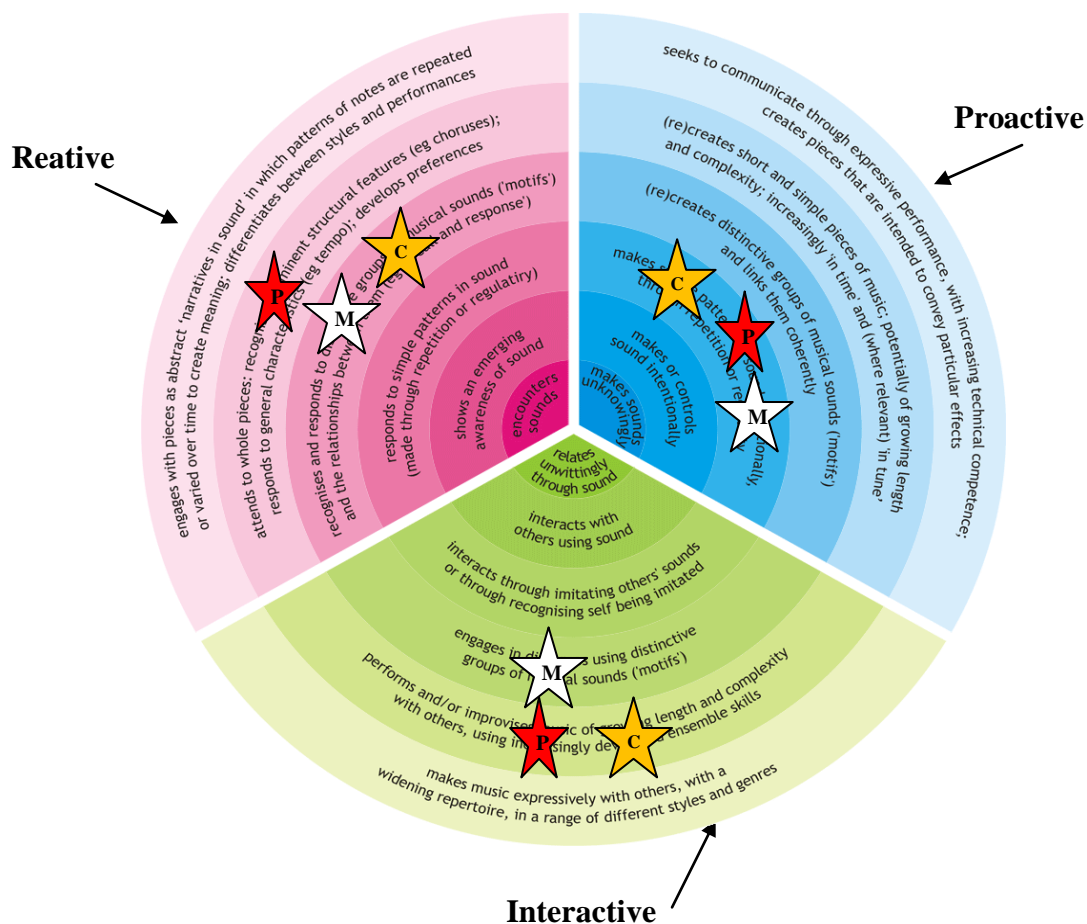 Reative
Proactive
Interactive
engages with pieces as abstract ‘narratives in sound’ in which patterns of notes are repeated
or varied over time to create meaning; differentiates between styles and performances
attends to whole pieces; structural features (eg choruses);
responds to general characteristics (eg tempo); develops preferences
recognises and responds to musical sounds ('motifs')
and the relationships between them (eg and response')
responds to simple patterns in sound
(made through repetition or regulatiry)
shows an emerging
awareness of sound
encounters
sounds
P
M
C
seeks to communicate through expressive performance, with increasing technical competence;
creates pieces that are intended to convey particular effects
(re)creates short and simple pieces of music; potentially of growing length
and complexity; increasingly 'in time' and (where relevant) in tune’
(re)creates distinctive groups of musical sounds ('motifs')
and links them coherently
makes patterns
through repetition or
makes or controls
sound intentionally
makes sounds
unknowingly
C
P
M
relates
unwittingly
through sound
interacts with
others using sound
interacts through imitating others’ sounds
or through recognising self being imitated
engages in using distinctive
groups of sounds ('motifs')
performs and/or improvises of length and complexity
with others, using ensemble skills
makes music expressively with others, with a
widening repertoire, in a range of different styles and genres
M
P
C